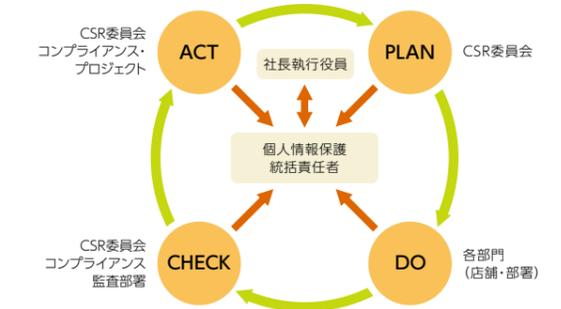 CSR委員会
コンプライアンス・
プロジェクト
ACT
社長執行役員
PLAN
CSR委員会
個人情報保護
統括責任者
CSR委員会
コンプライアンス
監査部署
CHECK
DO
各部門
（店舗・部署）